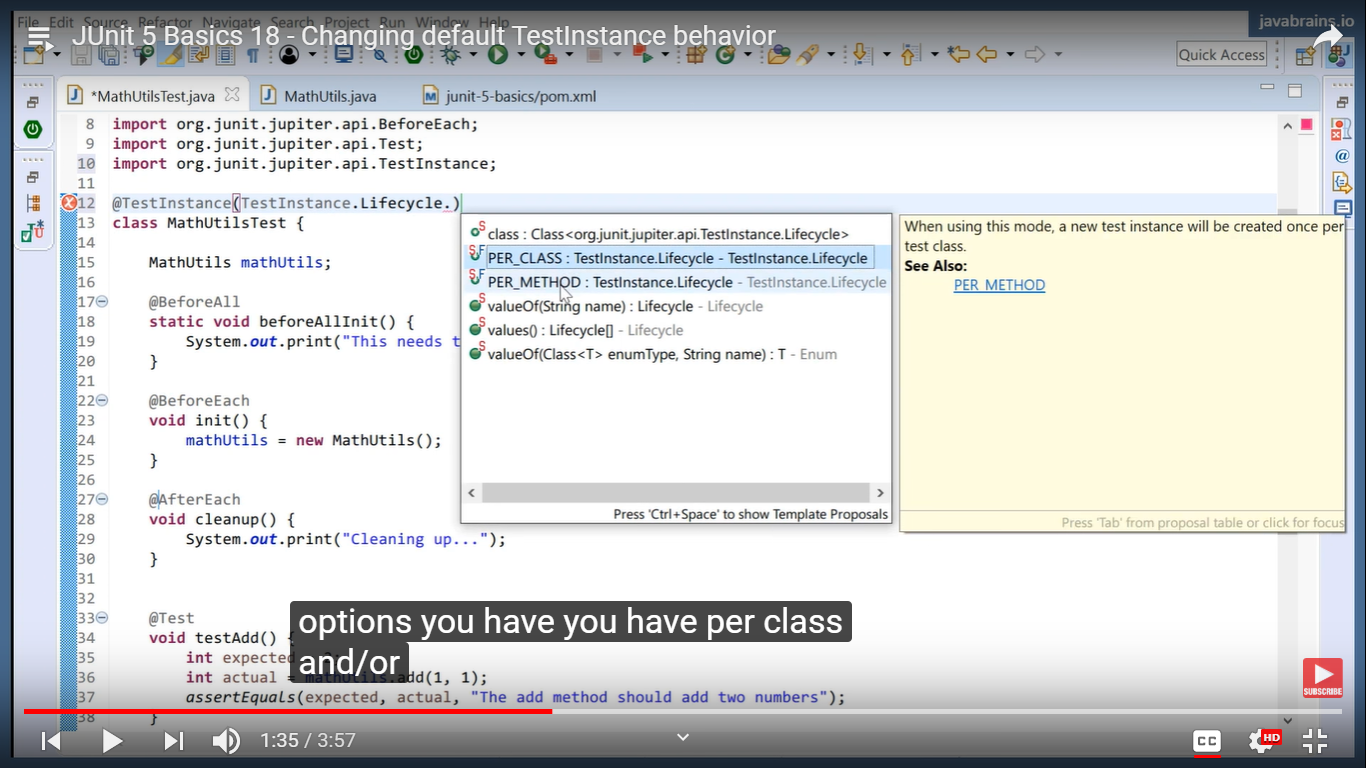 File Edit Source Refactor Navigate Search Project Run Window Help
javabrains.io
JUnit 5 Basics 18 - Changing default TestInstance behavior
Quick Access
*MathUtilsTest.java MathUtils.java junit-5-basics/pom.xml
8 import org.junit.jupiter.api.BeforeEach;
9 import org.junit.jupiter.api.Test;
10 import org.junit.jupiter.api.TestInstance;
11
12 @TestInstance(TestInstance.Lifecycle.)
13 class MathUtilsTest {
14
15 MathUtils mathUtils;
16
17 @BeforeAll
18 static void beforeAllInit() {
19 System.out.print("This needs t
20 }
21
22 @BeforeEach
23 void init() {
24 mathUtils = new MathUtils();
25 }
26
27 @AfterEach
28 void cleanup() {
29 System.out.print("Cleaning up...");
30 }
31
32
33 @Test
34 void testAdd() {
35 int expected =
36 int actual = mathUtils.add(1, 1);
37 assertEquals(expected, actual, "The add method should add two numbers");
38 }
class : Class<org.junit.jupiter.api.TestInstance.Lifecycle>
PER_CLASS : TestInstance.Lifecycle - TestInstance.Lifecycle
PER_METHOD : TestInstance.Lifecycle - TestInstance.Lifecycle
valueOf(String name) : Lifecycle - Lifecycle
values() : Lifecycle[] - Lifecycle
valueOf(Class<T> enumType, String name) : T - Enum
Press 'Ctrl+Space' to show Template Proposals
When using this mode, a new test instance will be created once per
test class.
See Also:
PER_METHOD
Press 'Tab' from proposal table or click for focus
options you have you have per class
and/or
SUBSCRIBE
1:35 / 3:57
CC
HD